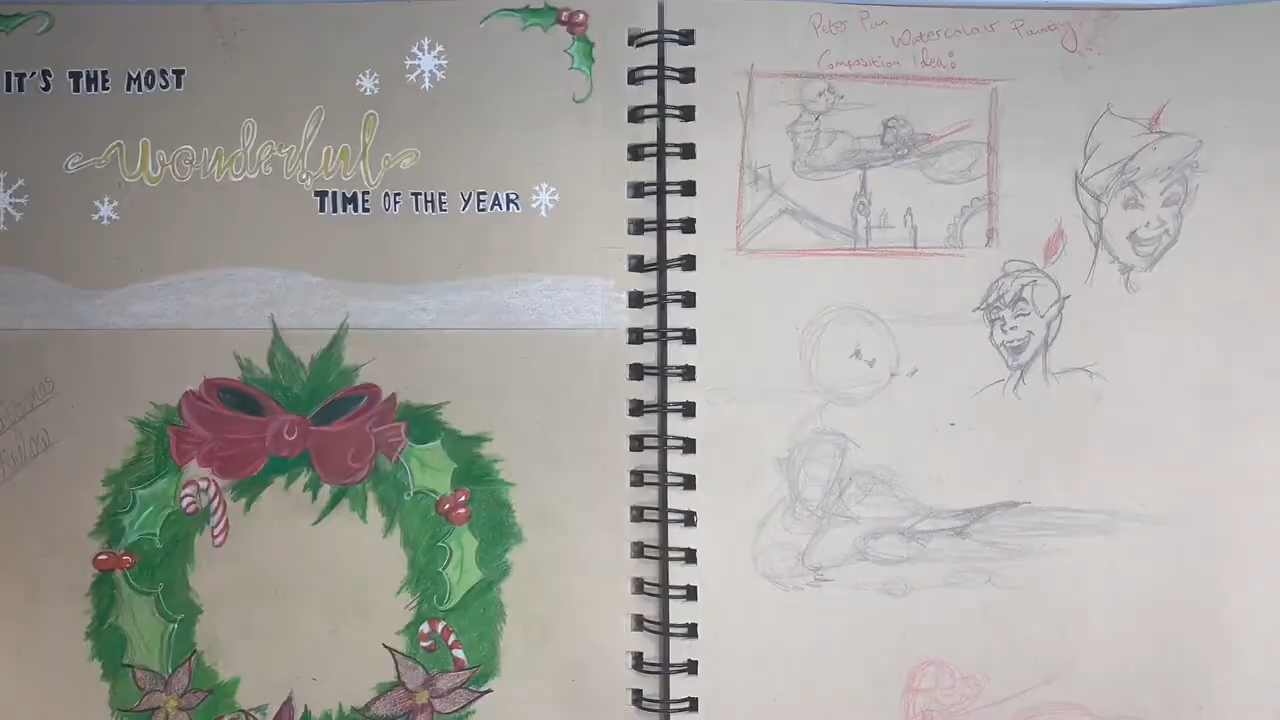 IT'S THE MOST
wonderful
TIME OF THE YEAR
Peter Pan
Watercolour Painting
Composition Idea: